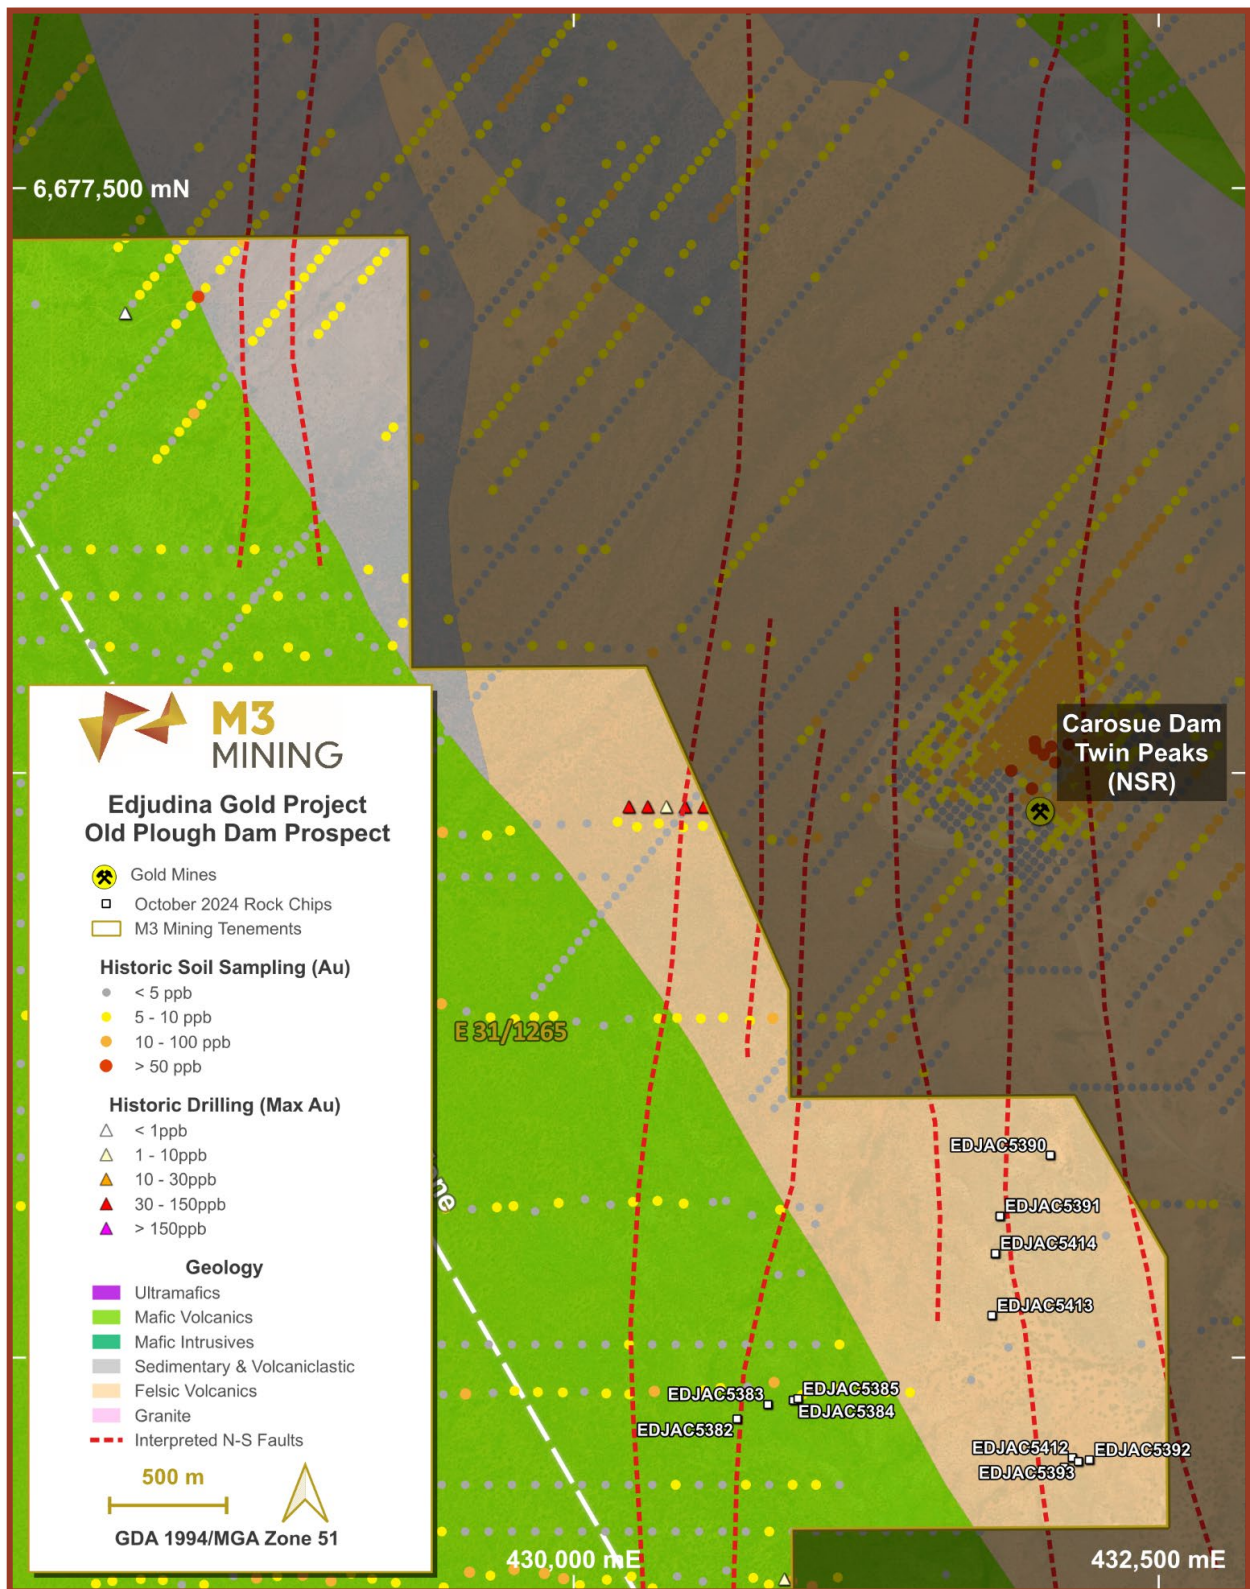 6,677,500 mN
Carosue Dam
Twin Peaks
(NSR)
M3
MINING
Edjudina Gold Project
Old Plough Dam Prospect
Gold Mines
October 2024 Rock Chips
M3 Mining Tenements
Historic Soil Sampling (Au)
< 5 ppb
5 - 10 ppb
10 - 100 ppb
> 50 ppb
Historic Drilling (Max Au)
< 1ppb
1 - 10ppb
10 - 30ppb
30 - 150ppb
> 150ppb
Geology
Ultramafics
Mafic Volcanics
Mafic Intrusives
Sedimentary & Volcaniclastic
Felsic Volcanics
Granite
Interpreted N-S Faults
500 m
GDA 1994/MGA Zone 51
E 31/1265
EDJAC5390
EDJAC5391
EDJAC5414
EDJAC5413
EDJAC5383
EDJAC5385
EDJAC5384
EDJAC5382
EDJAC5412
EDJAC5392
EDJAC5393
430,000 mE
432,500 mE